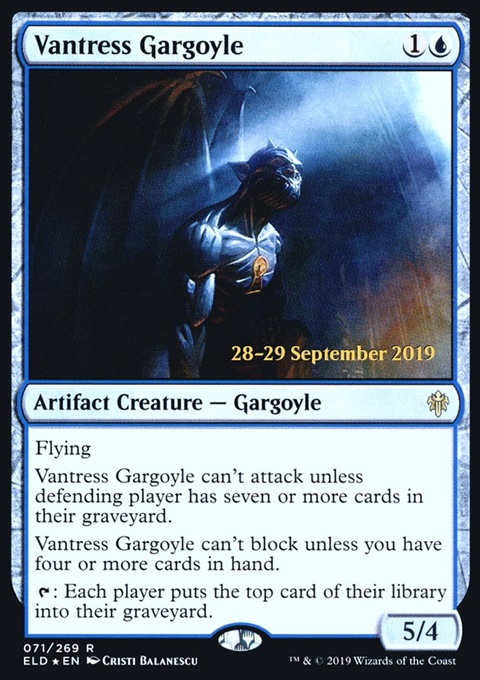 Vantress Gargoyle 1
28–29 September 2019
Artifact Creature — Gargoyle
Flying
Vantress Gargoyle can't attack unless
defending player has seven or more cards in
their graveyard.
Vantress Gargoyle can't block unless you have
four or more cards in hand.
: Each player puts the top card of their library
into their graveyard.
5/4
071/269 R
ELD ★ EN Cristi Balanescu
™ & © 2019 Wizards of the Coast